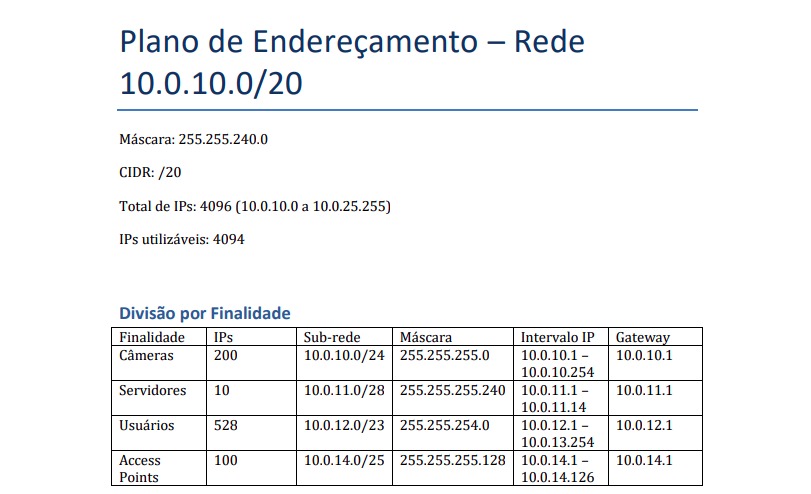 Plano de Endereçamento – Rede
10.0.10.0/20
Máscara: 255.255.240.0
CIDR: /20
Total de IPs: 4096 (10.0.10.0 a 10.0.25.255)
IPs utilizáveis: 4094
Divisão por Finalidade
Finalidade IPs Sub-rede Máscara Intervalo IP Gateway
Câmeras 200 10.0.10.0/24 255.255.255.0 10.0.10.1 – 10.0.10.1
10.0.10.254
Servidores 10 10.0.11.0/28 255.255.255.240 10.0.11.1 – 10.0.11.1
10.0.11.14
Usuários 528 10.0.12.0/23 255.255.254.0 10.0.12.1 – 10.0.12.1
10.0.13.254
Access 100 10.0.14.0/25 255.255.255.128 10.0.14.1 – 10.0.14.1
Points 10.0.14.126